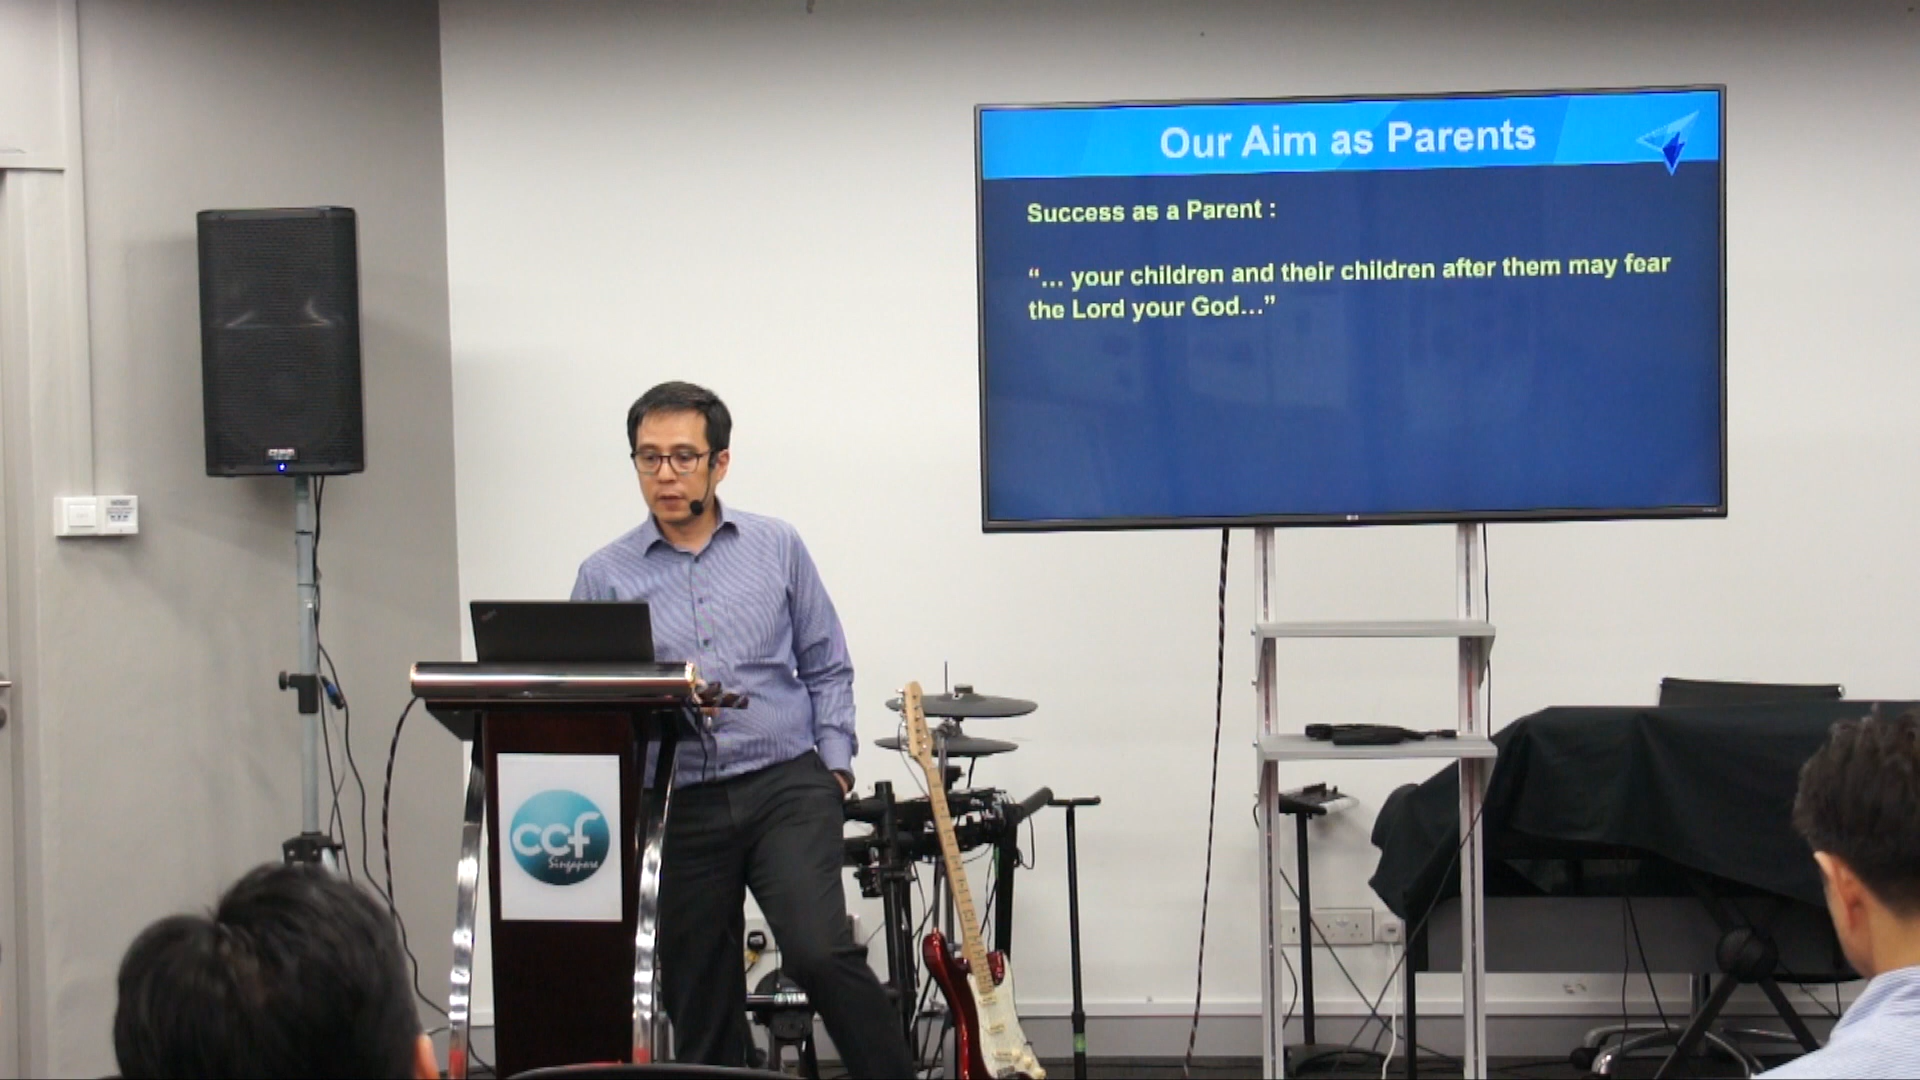 Our Aim as Parents
Success as a Parent :
“... your children and their children after them may fear
the Lord your God...”
ccf
Singapore